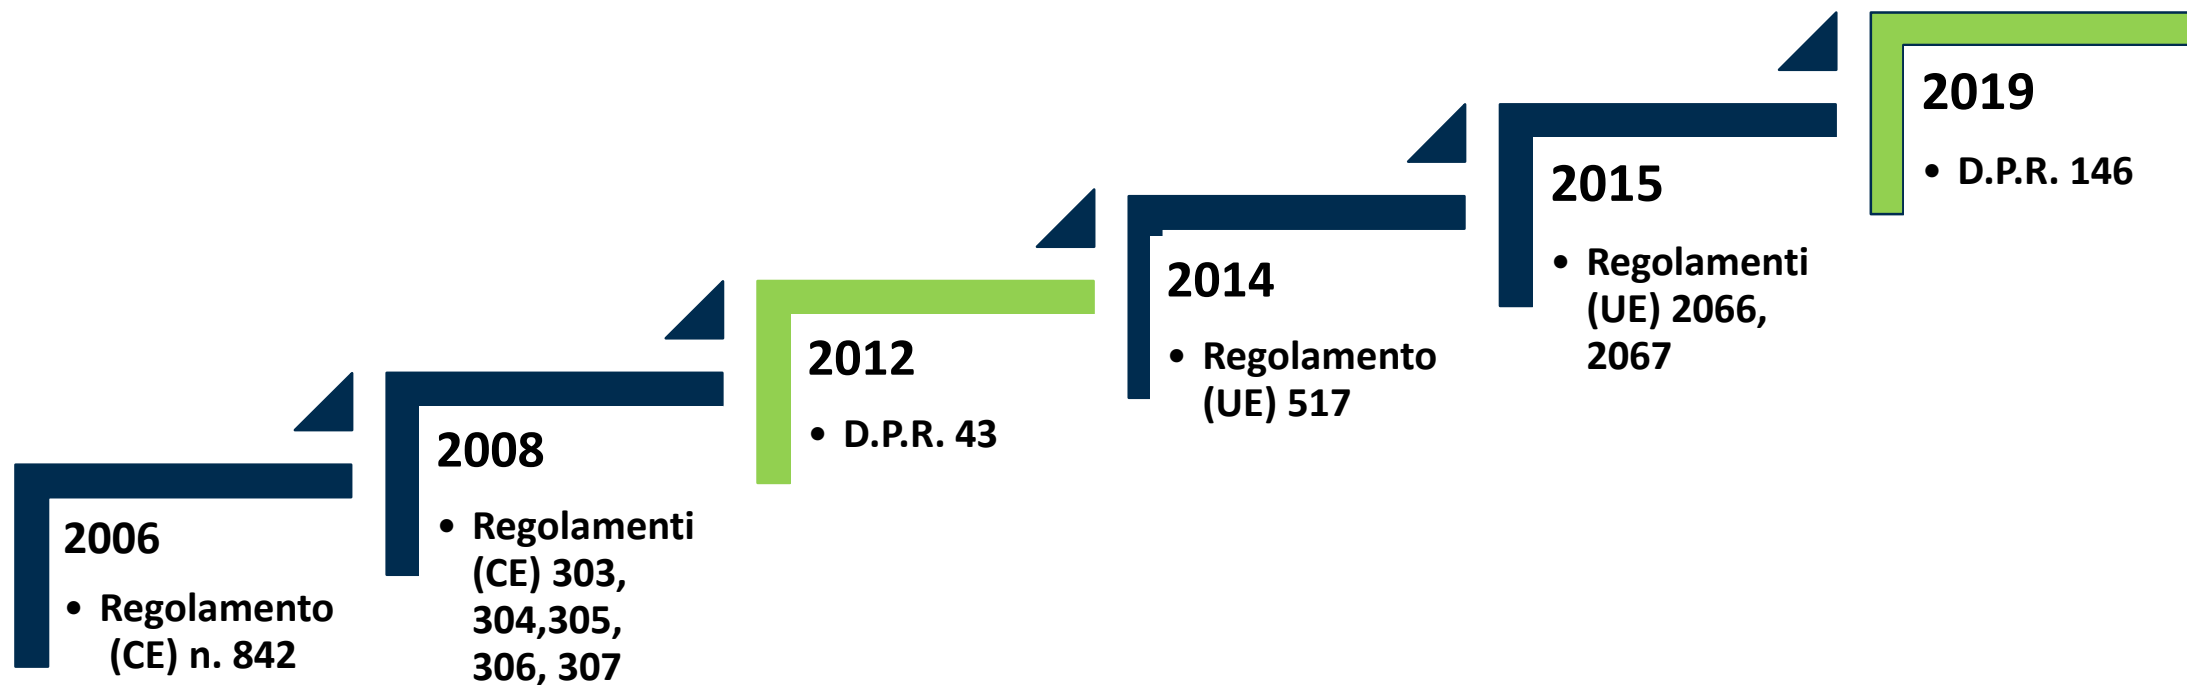 2006
• Regolamento
(CE) n. 842
2008
• Regolamenti
(CE) 303,
304,305,
306, 307
2012
• D.P.R. 43
2014
• Regolamento
(UE) 517
2015
• Regolamenti
(UE) 2066,
2067
2019
• D.P.R. 146